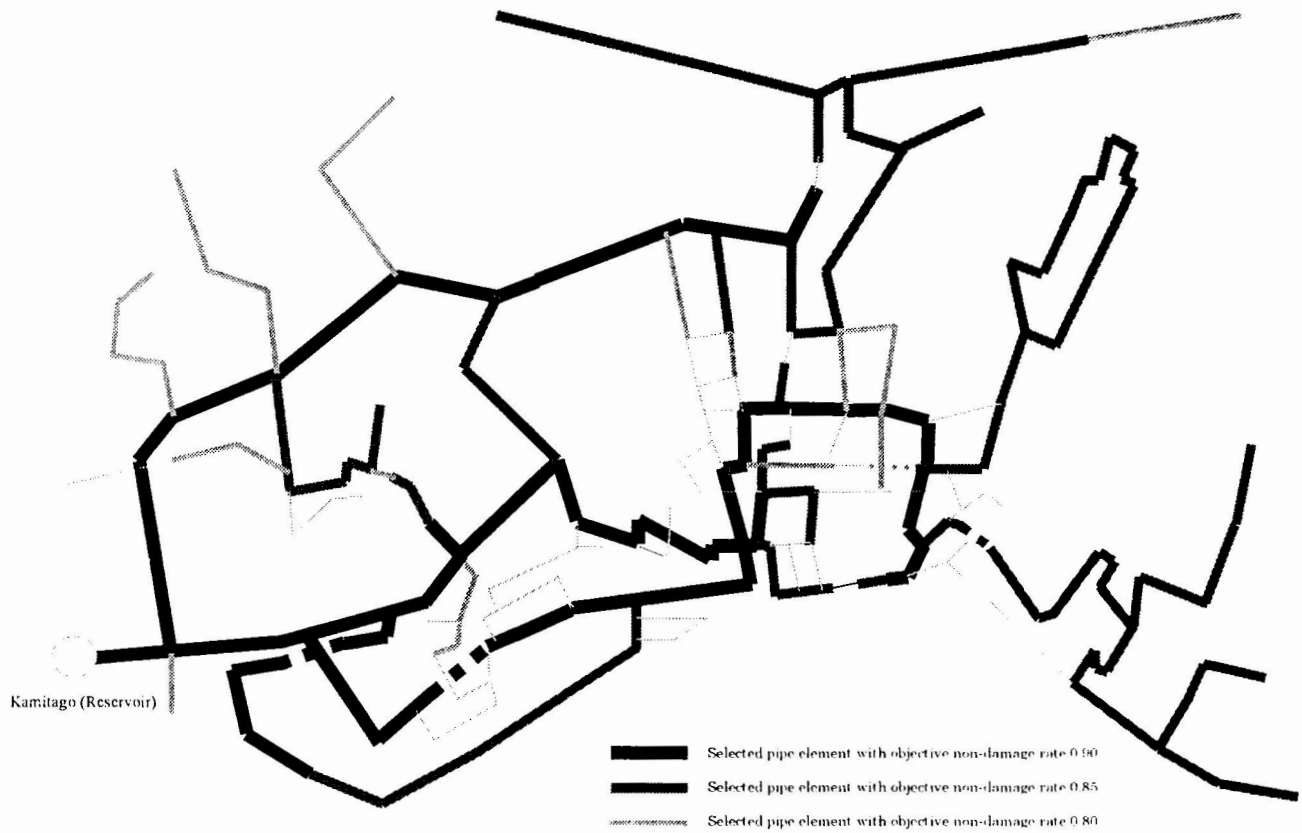 Kamitago (Reservoir)
Selected pipe element with objective non-damage rate 0.90
Selected pipe element with objective non-damage rate 0.85
Selected pipe element with objective non-damage rate 0.80